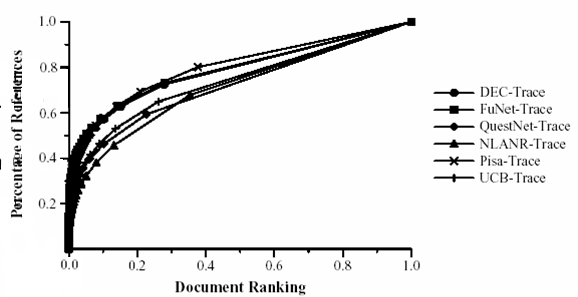 1.0
0.8
0.6
0.4
0.2
Percentage of References
0.0
0.2
0.4
0.6
0.8
1.0
Document Ranking
DEC-Trace
FuNet-Trace
QuestNet-Trace
NLANR-Trace
Pisa-Trace
UCB-Trace